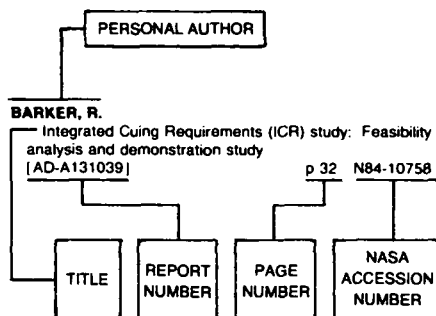 PERSONAL AUTHOR
BARKER, R.
Integrated Cuing Requirements (ICR) study: Feasibility
analysis and demonstration study
[AD-A131039] p 32 N84-10758
TITLE
REPORT
NUMBER
PAGE
NUMBER
NASA
ACCESSION
NUMBER